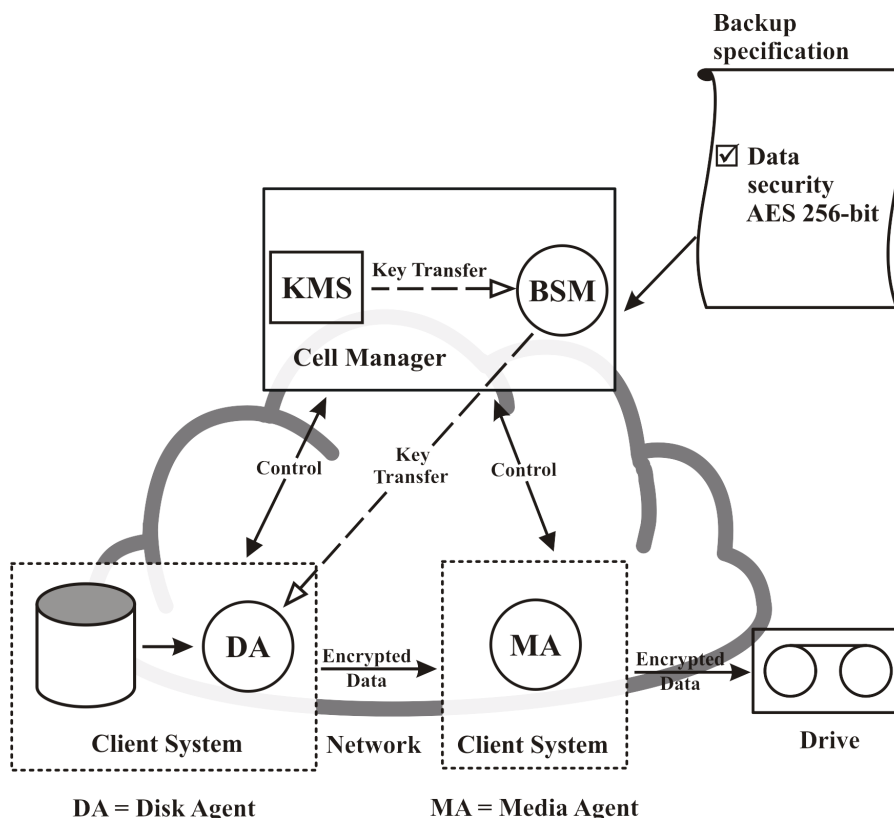 Backup
specification
Data
security
AES 256-bit
KMS
Key Transfer
BSM
Cell Manager
Control
Key
Transfer
Control
DA
Encrypted
Data
MA
Encrypted
Data
Client System
Network
Client System
Drive
DA = Disk Agent
MA = Media Agent